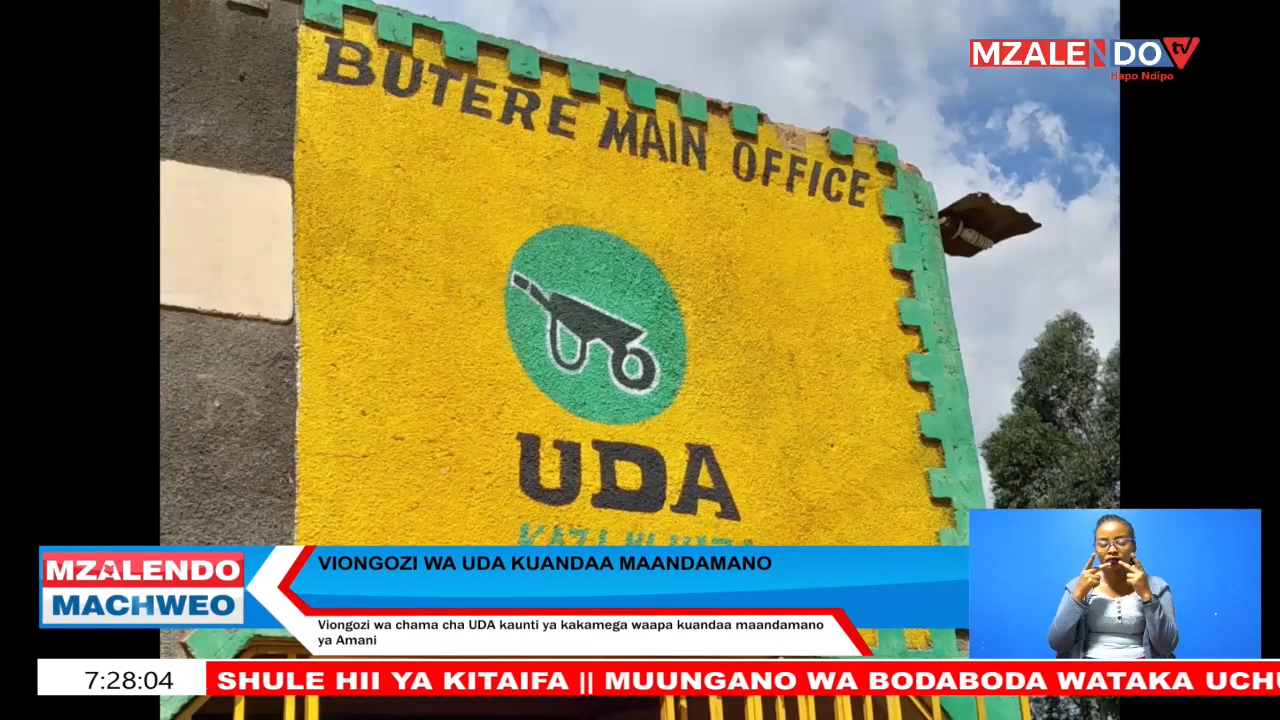 BUTERE MAIN OFFICE
MZALENDO tv
Hapo Ndipo
UDA
VIONGOZI WA UDA KUANDAA MAANDAMANO
MZALENDO
MACHWEO
Viongozi wa chama cha UDA kaunti ya kakamega waapa kuandaa maandamano
ya Amani
7:28:04 SHULE HII YA KITAIFA || MUUNGANO WA BODABODA WATAKA UCHU